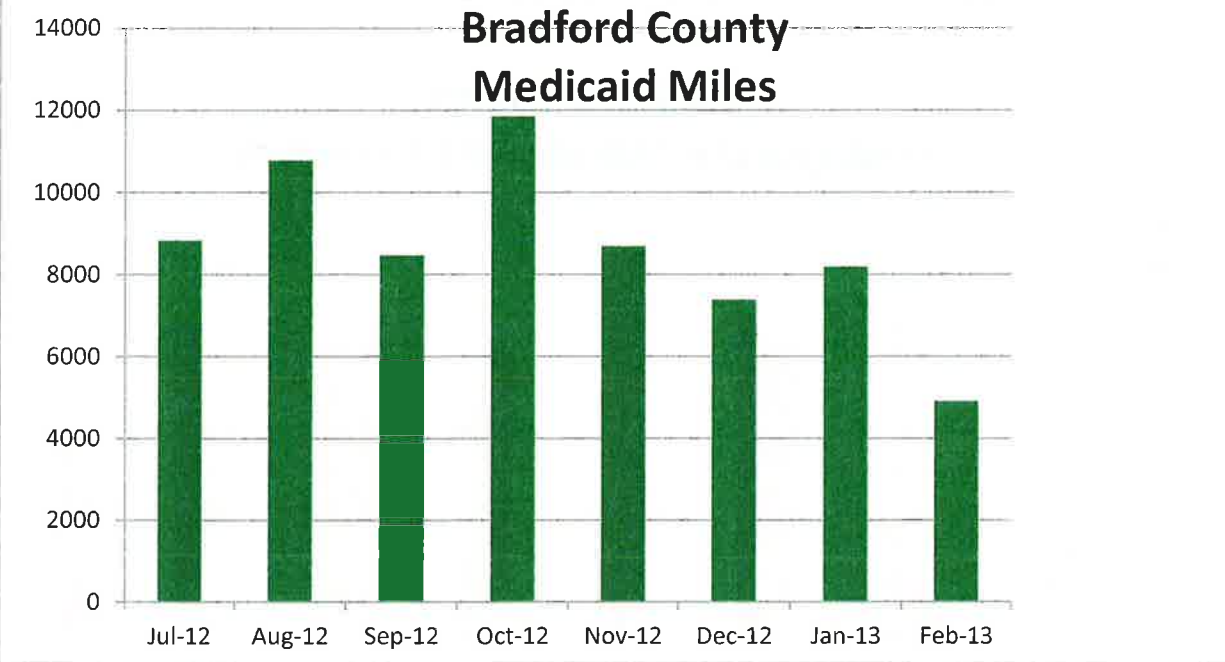 Bradford County
Medicaid Miles
14000
12000
10000
8000
6000
4000
2000
0
Jul-12 Aug-12 Sep-12 Oct-12 Nov-12 Dec-12 Jan-13 Feb-13